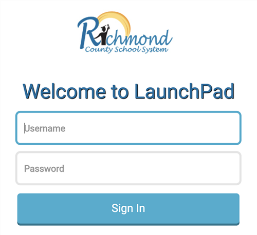 Richmond
County School System
Welcome to LaunchPad
Username
Password
Sign In